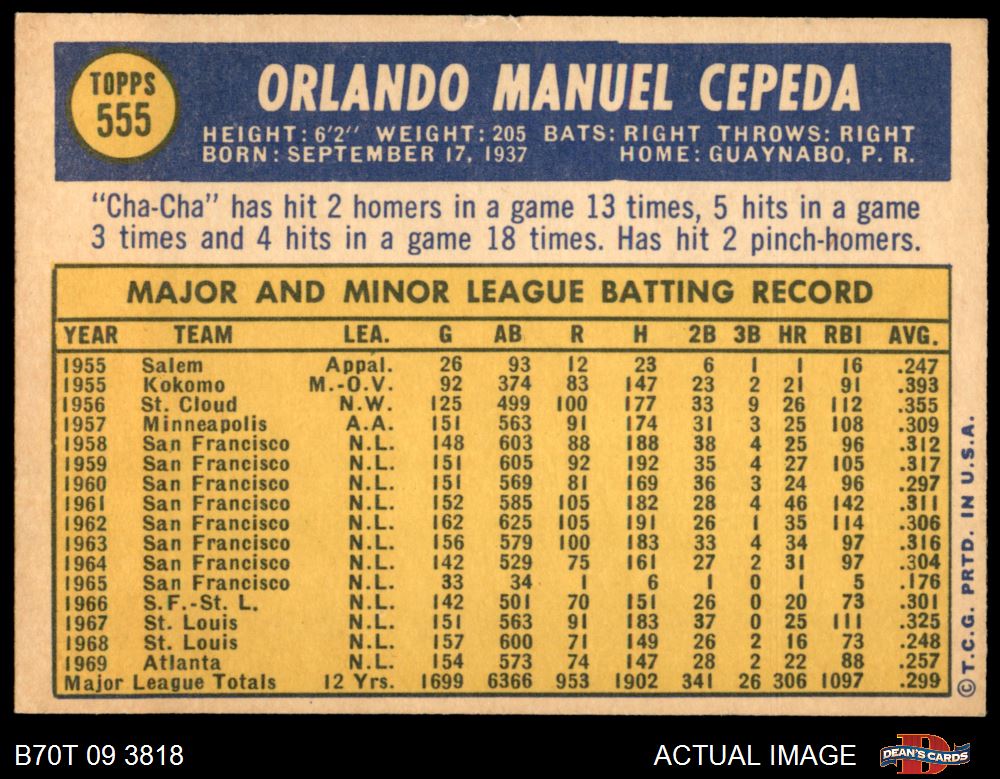 TOPPS
555
ORLANDO MANUEL CEPEDA
HEIGHT: 6'2" WEIGHT: 205 BATS: RIGHT THROWS: RIGHT
BORN: SEPTEMBER 17, 1937 HOME: GUAYNABO, P. R.
"Cha-Cha" has hit 2 homers in a game 13 times, 5 hits in a game
3 times and 4 hits in a game 18 times. Has hit 2 pinch-homers.
MAJOR AND MINOR LEAGUE BATTING RECORD
YEAR TEAM LEA. G AB R H 2B 3B HR RBI AVG.
1955 Salem Appal. 26 93 12 23 6 1 1 16 .247
1955 Kokomo M.-O.V. 92 374 83 147 23 2 21 91 .393
1956 St. Cloud N.W. 125 499 100 177 33 9 26 112 .355
1957 Minneapolis A.A. 151 563 91 174 31 3 25 108 .309
1958 San Francisco N.L. 148 603 88 188 38 4 25 96 .312
1959 San Francisco N.L. 151 605 92 192 35 4 27 105 .317
1960 San Francisco N.L. 151 569 81 169 36 3 24 96 .297
1961 San Francisco N.L. 152 585 105 182 28 4 46 142 .311
1962 San Francisco N.L. 162 625 105 191 26 1 35 114 .306
1963 San Francisco N.L. 156 579 100 183 33 4 34 97 .316
1964 San Francisco N.L. 142 529 75 161 27 2 31 97 .304
1965 San Francisco N.L. 33 34 1 6 1 0 1 5 .176
1966 S.F.-St. L. N.L. 142 501 70 151 26 0 20 73 .301
1967 St. Louis N.L. 151 563 91 183 37 0 25 111 .325
1968 St. Louis N.L. 157 600 71 149 26 2 16 73 .248
1969 Atlanta N.L. 154 573 74 147 28 2 22 88 .257
Major League Totals 12 Yrs. 1699 6366 953 1902 341 26 306 1097 .299
© T.C.G. PRTD. IN U.S.A.
B70T 09 3818
ACTUAL IMAGE
DEAN'S CARDS